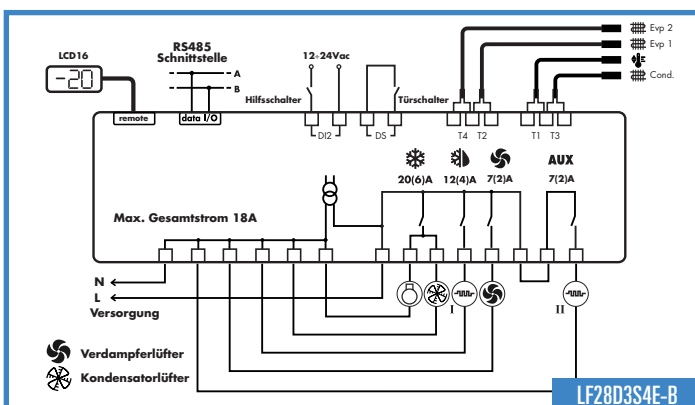 LCD16
-20
RS485
Schnittstelle
A
B
12÷24Vac
Hilfsschalter
Türschalter
Evp 2
Evp 1
Cond.
remote
data I/O
DI2
DS
T4
T2
T1
T3
20(6)A
12(4)A
7(2)A
AUX
7(2)A
Max. Gesamtstrom 18A
N
L
Versorgung
I
II
Verdampferlüfter
Kondensatorlüfter
LF28D3S4E-B